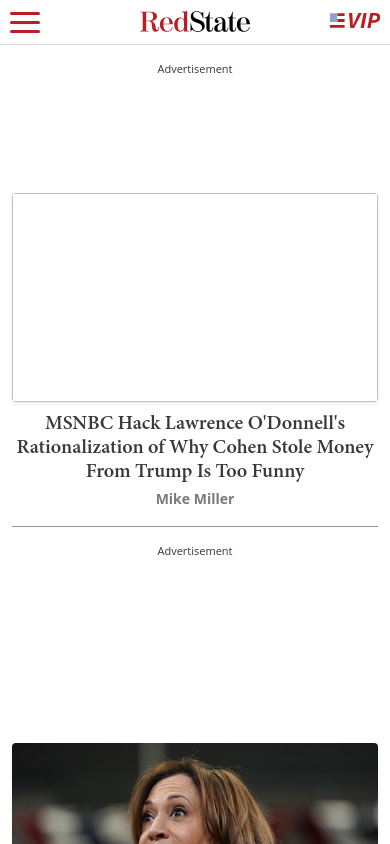 RedState
VIP
Advertisement
MSNBC Hack Lawrence O'Donnell's
Rationalization of Why Cohen Stole Money
From Trump Is Too Funny
Mike Miller
Advertisement